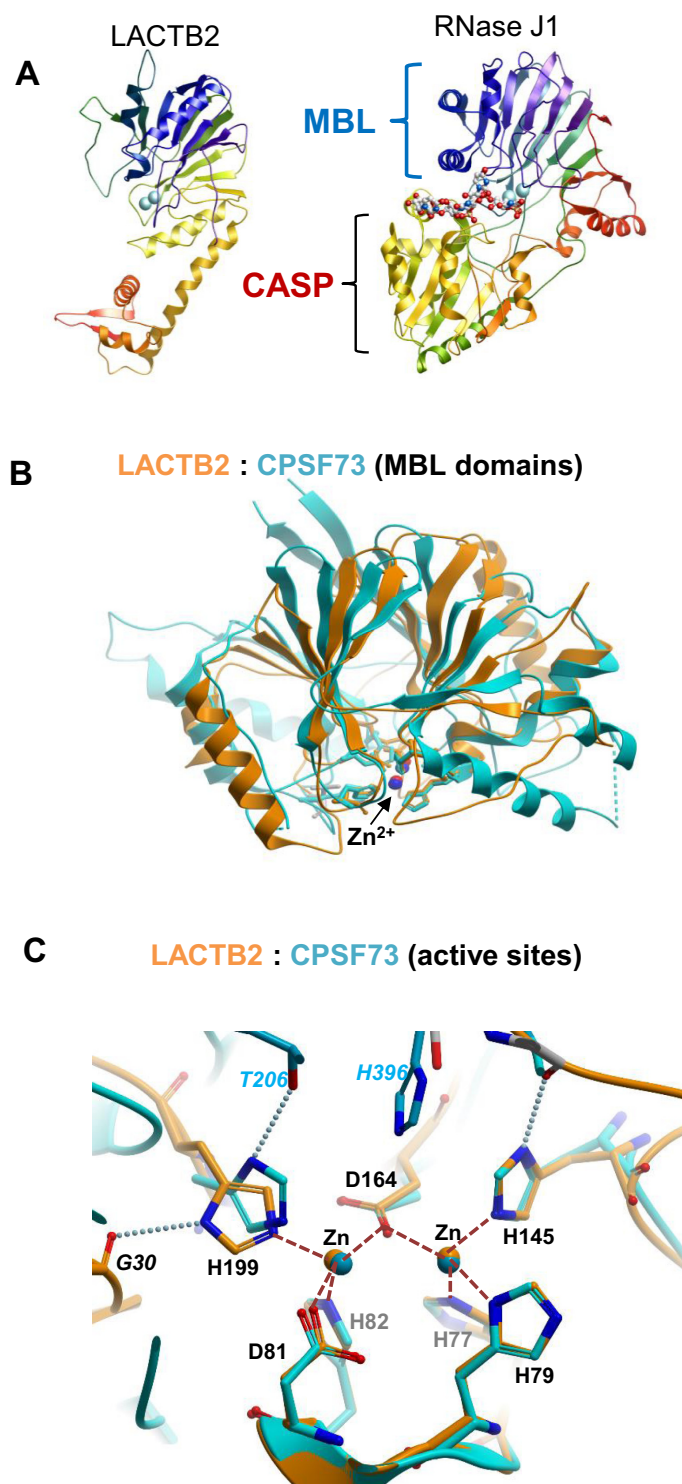 A
LACTB2
RNase J1
MBL
CASP
B
LACTB2 : CPSF73 (MBL domains)
Zn2+
C
LACTB2 : CPSF73 (active sites)
T206
H396
D164
Zn
Zn
G30
H199
H145
H82
H77
D81
H79